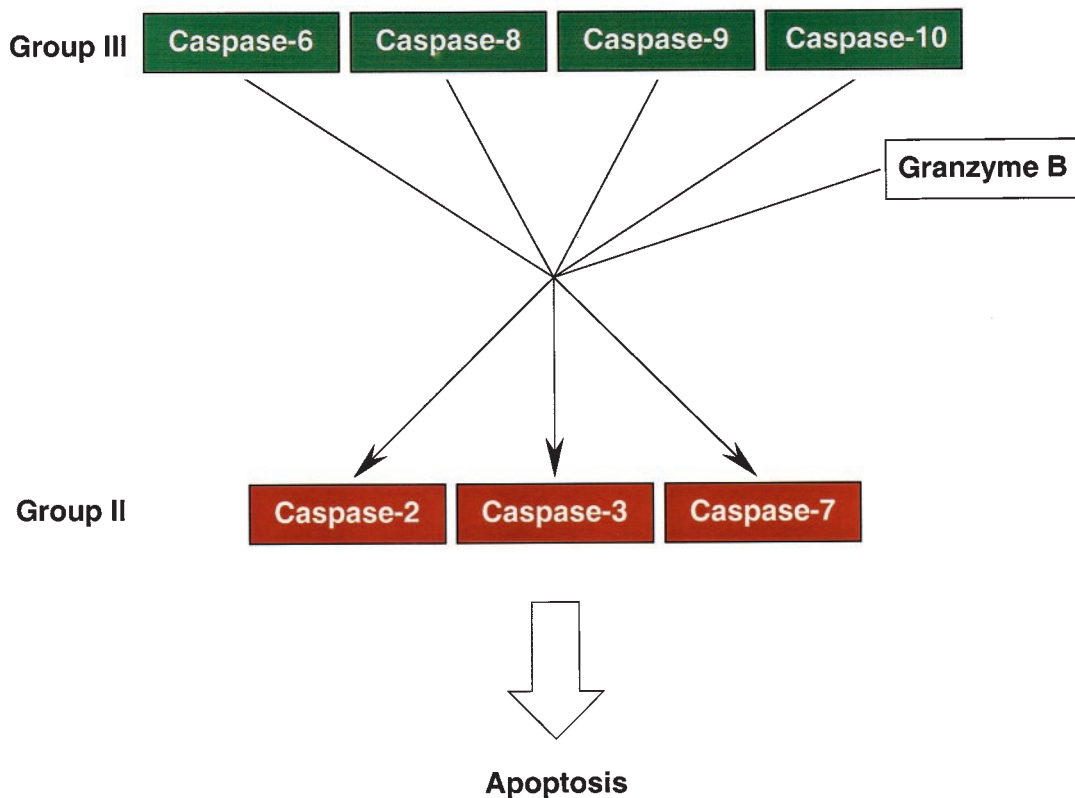 Group III Caspase-6 Caspase-8 Caspase-9 Caspase-10
Granzyme B
Group II Caspase-2 Caspase-3 Caspase-7
Apoptosis